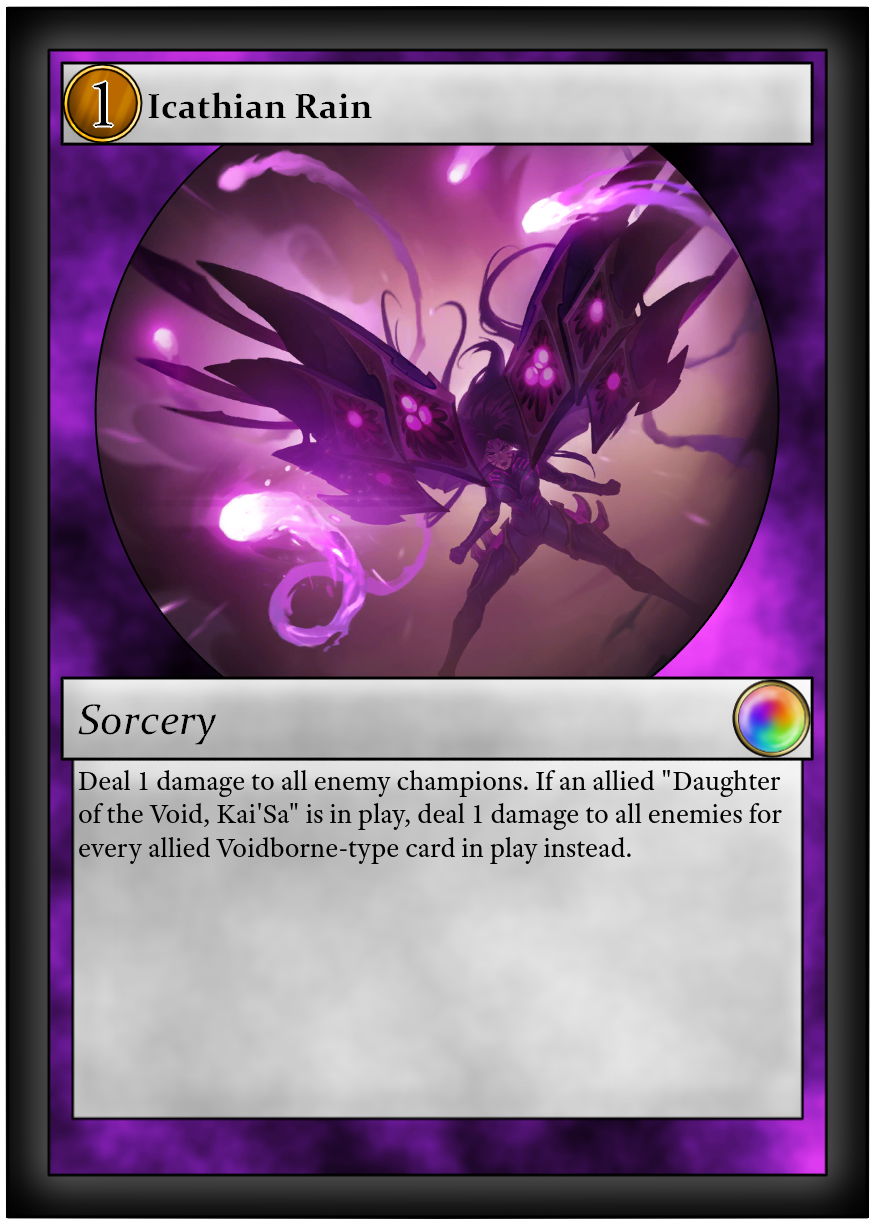 1 Icathian Rain
Sorcery
Deal 1 damage to all enemy champions. If an allied "Daughter
of the Void, Kai'Sa" is in play, deal 1 damage to all enemies for
every allied Voidborne-type card in play instead.